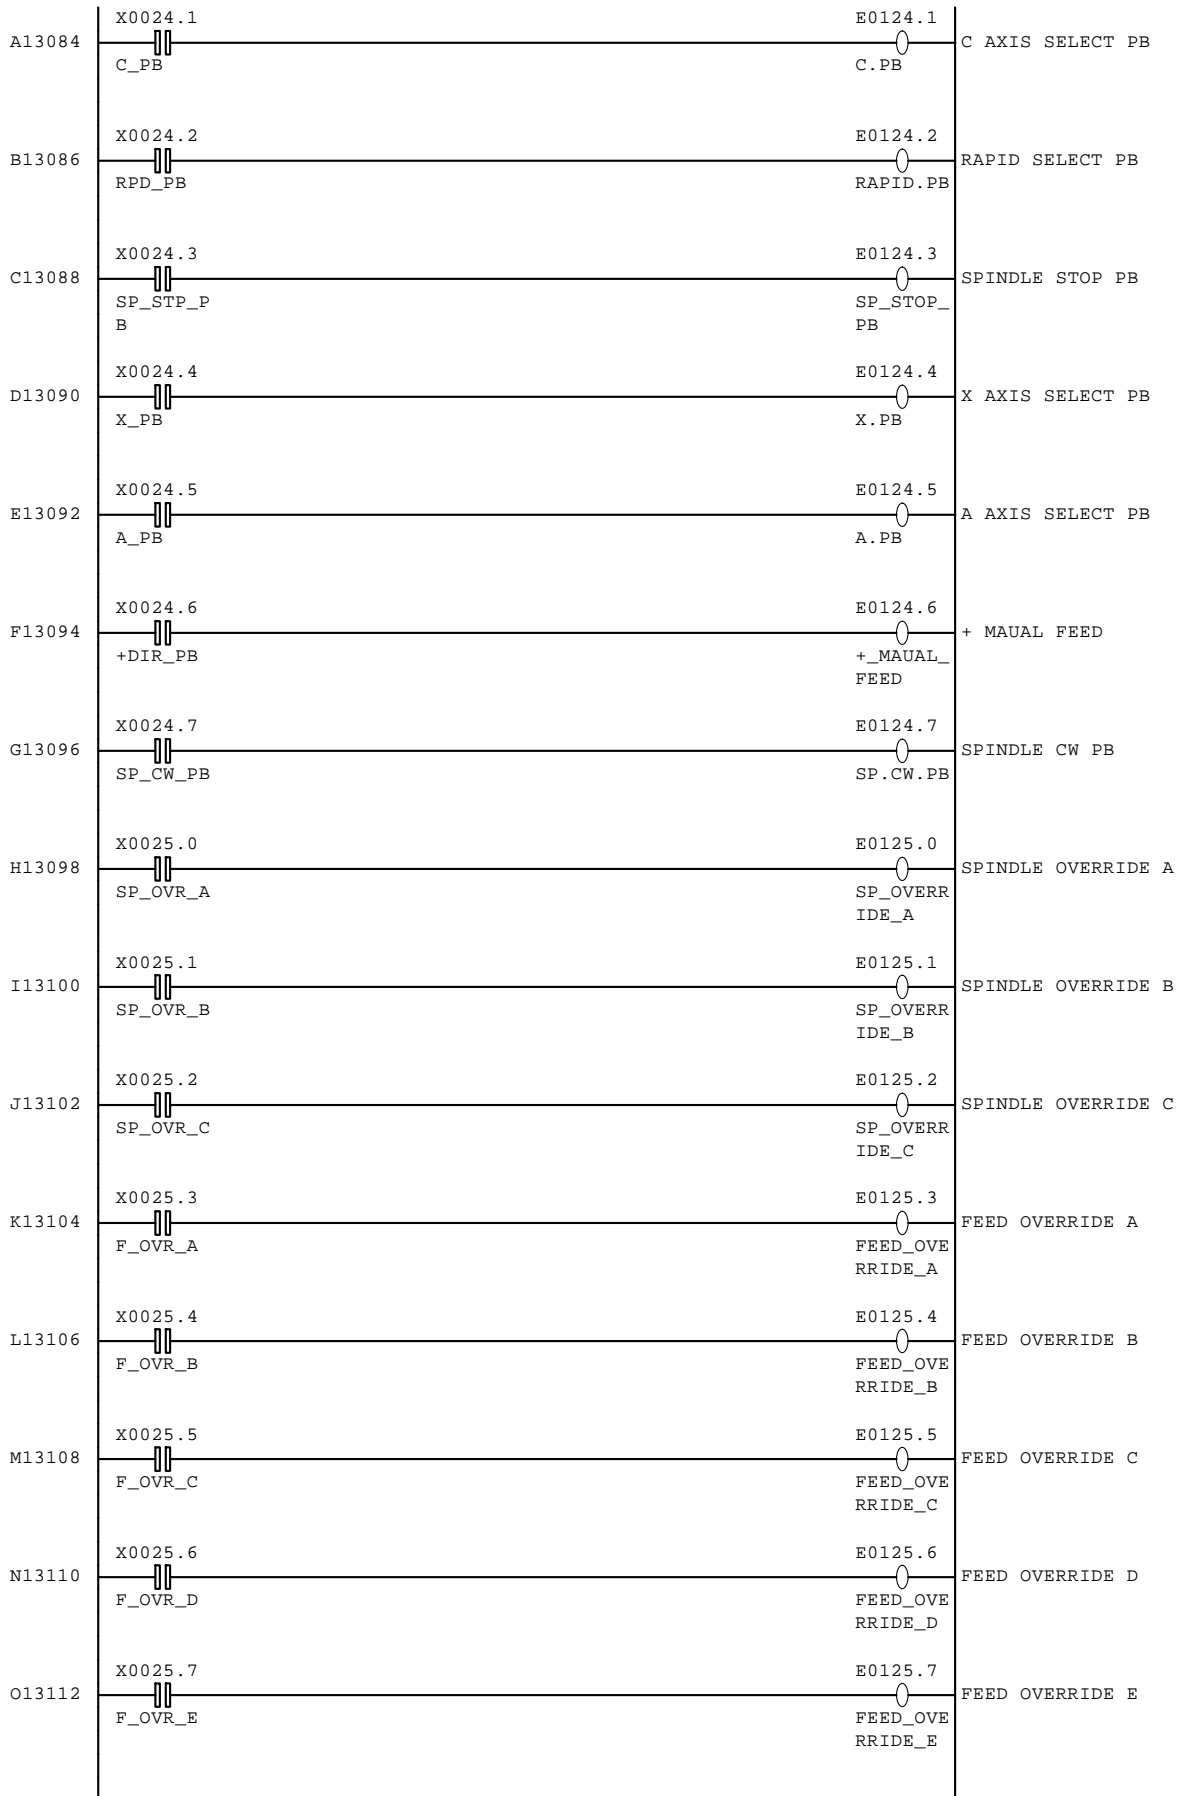 X0024.1 E0124.1
A13084 C AXIS SELECT PB
C_PB C.PB
X0024.2 E0124.2
B13086 RAPID SELECT PB
RPD_PB RAPID.PB
X0024.3 E0124.3
C13088 SPINDLE STOP PB
SP_STP_P SP_STOP_
B PB
X0024.4 E0124.4
D13090 X AXIS SELECT PB
X_PB X.PB
X0024.5 E0124.5
E13092 A AXIS SELECT PB
A_PB A.PB
X0024.6 E0124.6
F13094 + MAUAL FEED
+DIR_PB +_MAUAL_
FEED
X0024.7 E0124.7
G13096 SPINDLE CW PB
SP_CW_PB SP.CW.PB
X0025.0 E0125.0
H13098 SPINDLE OVERRIDE A
SP_OVR_A SP_OVERR
IDE_A
X0025.1 E0125.1
I13100 SPINDLE OVERRIDE B
SP_OVR_B SP_OVERR
IDE_B
X0025.2 E0125.2
J13102 SPINDLE OVERRIDE C
SP_OVR_C SP_OVERR
IDE_C
X0025.3 E0125.3
K13104 FEED OVERRIDE A
F_OVR_A FEED_OVE
RRIDE_A
X0025.4 E0125.4
L13106 FEED OVERRIDE B
F_OVR_B FEED_OVE
RRIDE_B
X0025.5 E0125.5
M13108 FEED OVERRIDE C
F_OVR_C FEED_OVE
RRIDE_C
X0025.6 E0125.6
N13110 FEED OVERRIDE D
F_OVR_D FEED_OVE
RRIDE_D
X0025.7 E0125.7
O13112 FEED OVERRIDE E
F_OVR_E FEED_OVE
RRIDE_E